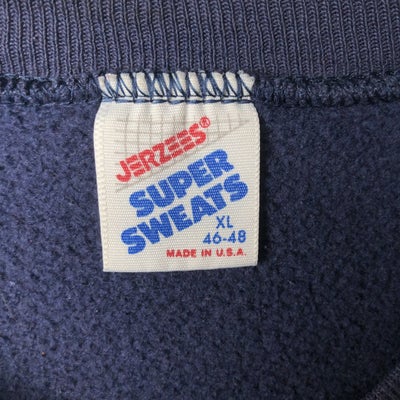 JERZEES®
SUPER
SWEATS
XL
46-48
MADE IN U.S.A.